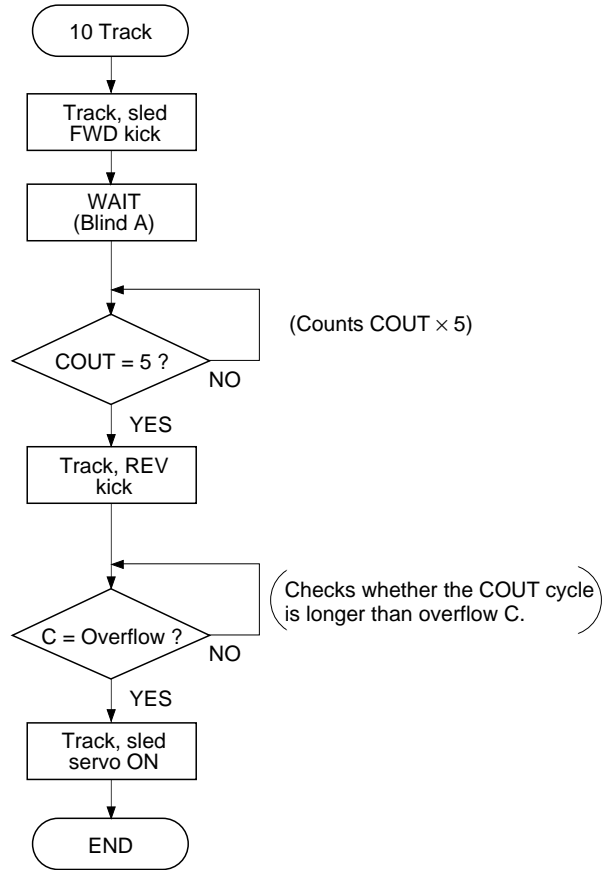 10 Track
Track, sled
FWD kick
WAIT
(Blind A)
(Counts COUT × 5)
COUT = 5 ?
NO
YES
Track, REV
kick
Checks whether the COUT cycle
is longer than overflow C.
C = Overflow ?
NO
YES
Track, sled
servo ON
END